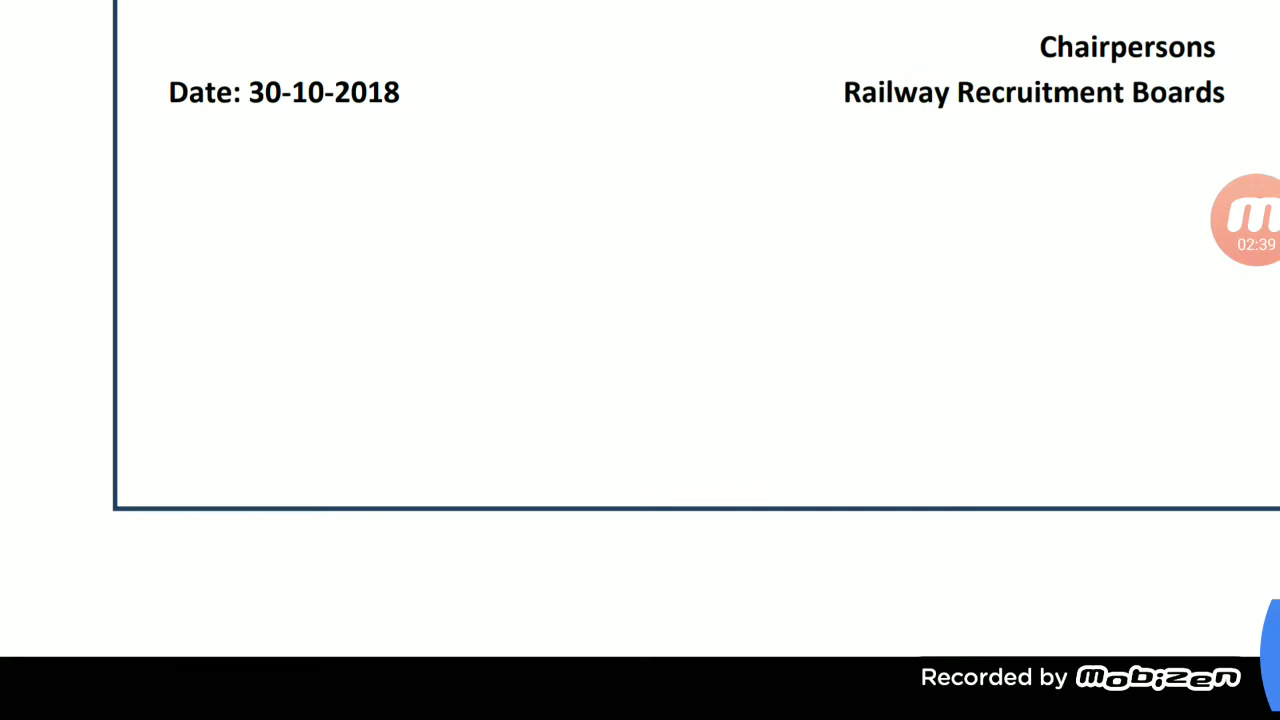 Chairpersons
Date: 30-10-2018 Railway Recruitment Boards
m
02:39
Recorded by mobizen